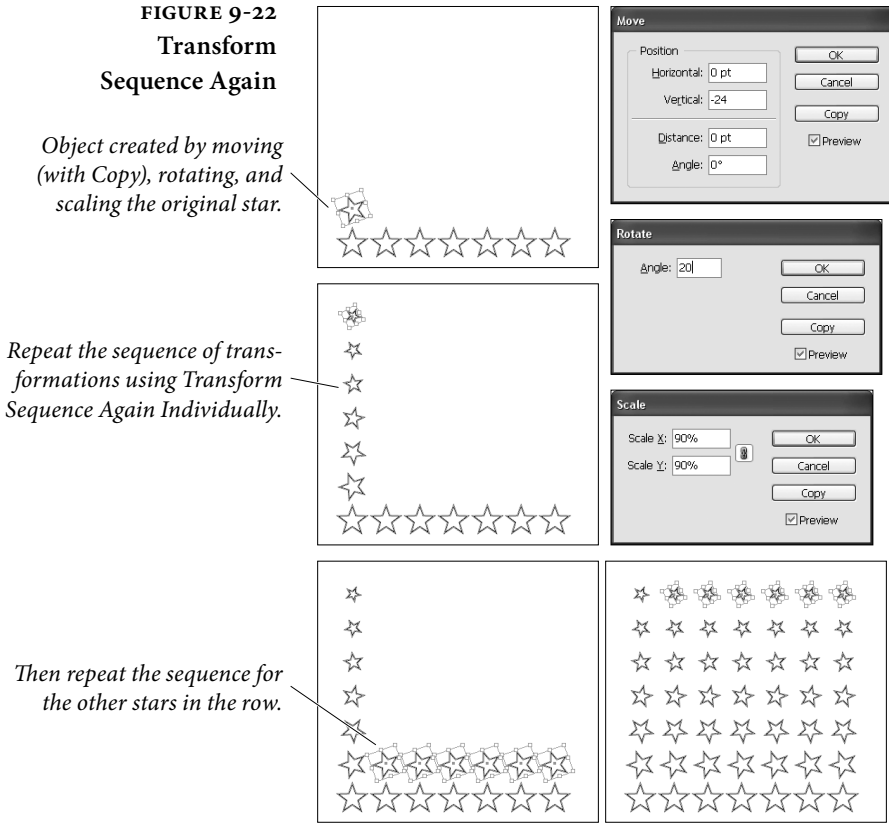 FIGURE 9-22
Transform
Sequence Again
Object created by moving
(with Copy), rotating, and
scaling the original star.
Move
Position
Horizontal: 0 pt
Vertical: -24
Distance: 0 pt
Angle: 0°
OK
Cancel
Copy
Preview
Rotate
Angle: 20
OK
Cancel
Copy
Preview
Repeat the sequence of trans-
formations using Transform
Sequence Again Individually.
Scale
Scale X: 90%
Scale Y: 90%
OK
Cancel
Copy
Preview
Then repeat the sequence for
the other stars in the row.